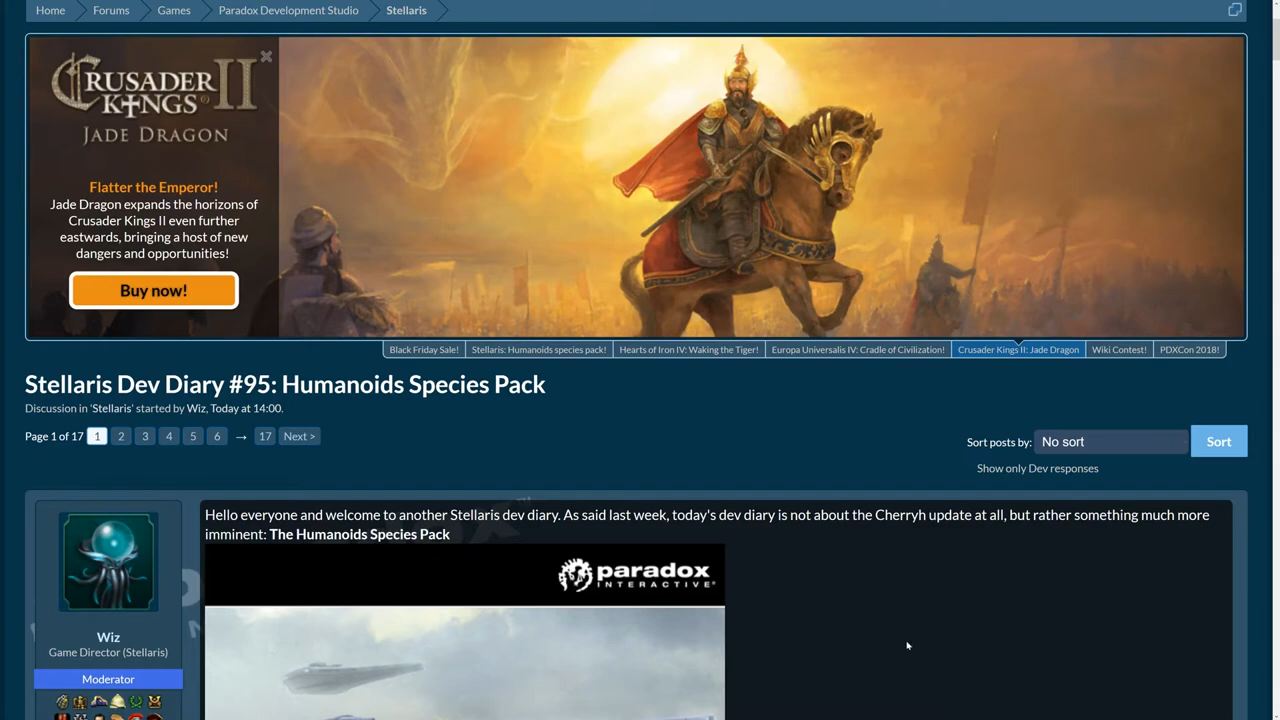 Home
Forums
Games
Paradox Development Studio
Stellaris
CRUSADER
KINGS II
JADE DRAGON
Flatter the Emperor!
Jade Dragon expands the horizons of
Crusader Kings II even further
eastwards, bringing a host of new
dangers and opportunities!
Buy now!
Black Friday Sale!
Stellaris: Humanoids species pack!
Hearts of Iron IV: Waking the Tiger!
Europa Universalis IV: Cradle of Civilization!
Crusader Kings II: Jade Dragon
Wiki Contest!
PDXCon 2018!
Stellaris Dev Diary #95: Humanoids Species Pack
Discussion in 'Stellaris' started by Wiz, Today at 14:00.
Page 1 of 17 1 2 3 4 5 6 → 17 Next >
Sort posts by: No sort Sort
Show only Dev responses
Hello everyone and welcome to another Stellaris dev diary. As said last week, today's dev diary is not about the Cherryh update at all, but rather something much more
imminent: The Humanoids Species Pack
paradox
INTERACTIVE
Wiz
Game Director (Stellaris)
Moderator